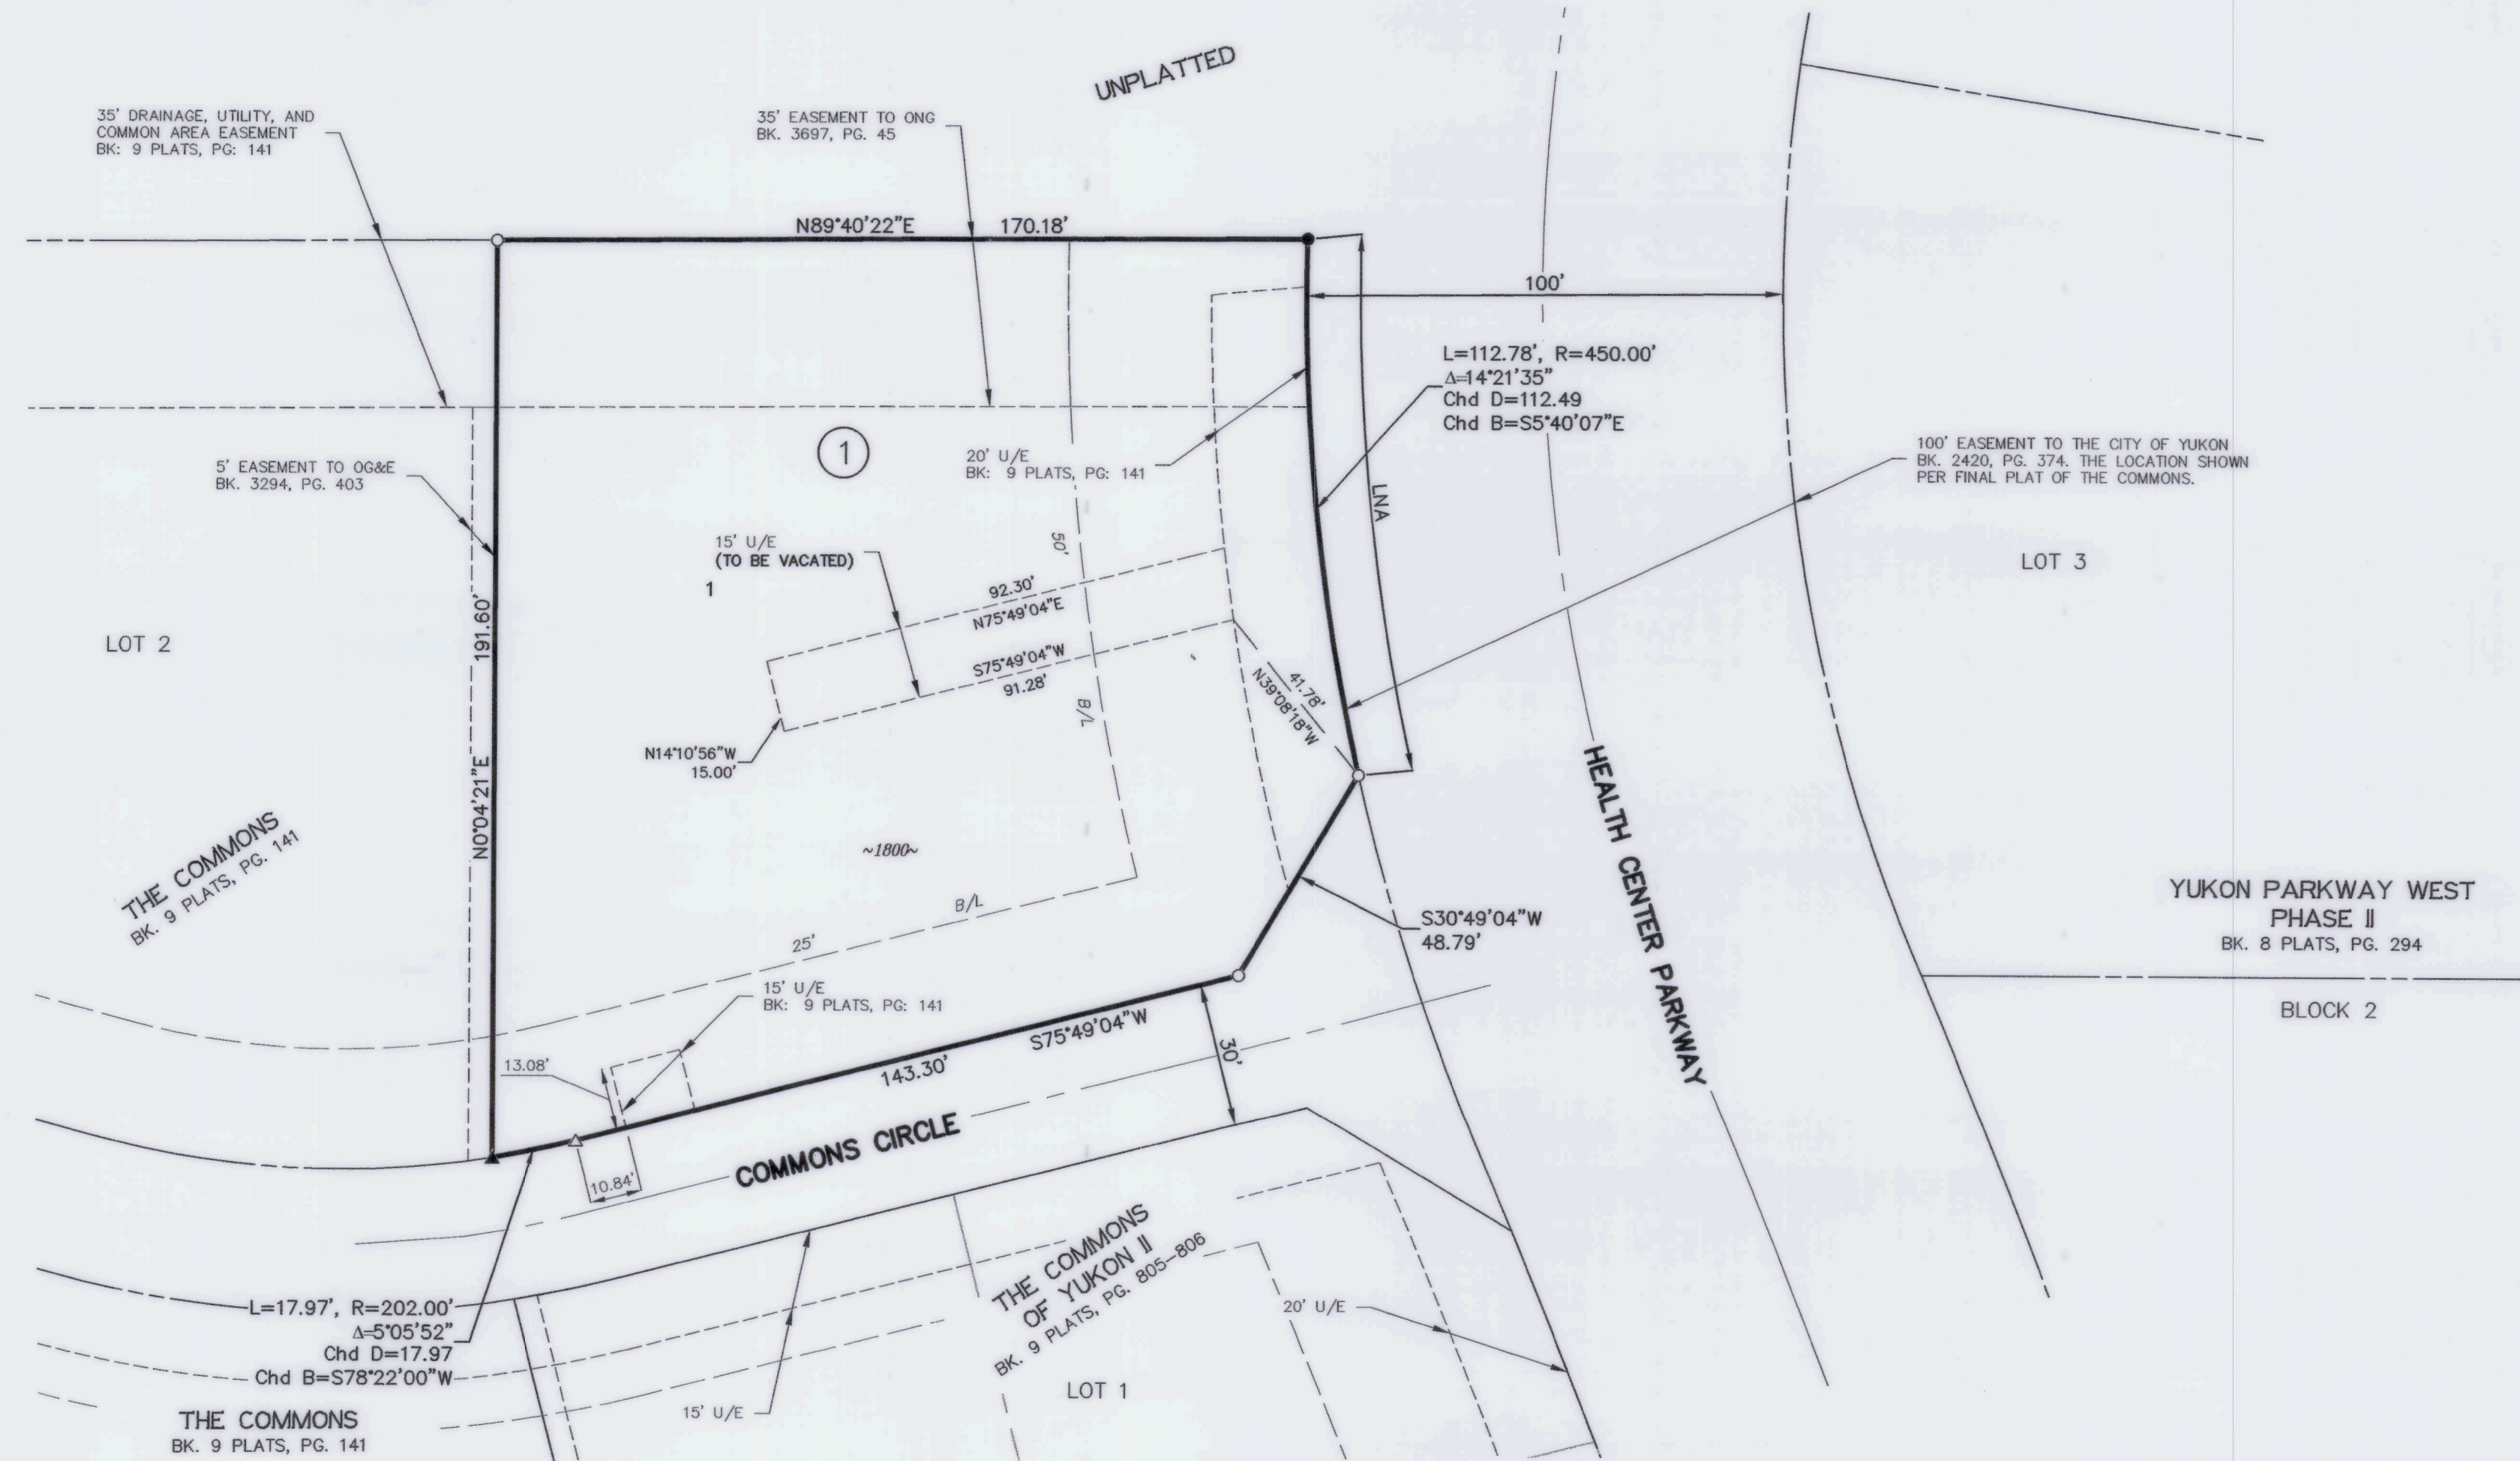 UNPLATTED
35' DRAINAGE, UTILITY, AND
COMMON AREA EASEMENT
BK: 9 PLATS, PG: 141
35' EASEMENT TO ONG
BK. 3697, PG. 45
N89°40'22"E 170.18'
100'
L=112.78', R=450.00'
Δ=14°21'35"
Chd D=112.49
Chd B=S5°40'07"E
100' EASEMENT TO THE CITY OF YUKON
BK. 2420, PG. 374. THE LOCATION SHOWN
PER FINAL PLAT OF THE COMMONS.
5' EASEMENT TO OG&E
BK. 3294, PG. 403
1
20' U/E
BK: 9 PLATS, PG: 141
LNA
50'
15' U/E
(TO BE VACATED)
1
LOT 3
92.30'
N75°49'04"E
S75°49'04"W
91.28'
191.60'
N0°04'21"E
LOT 2
41.78'
N39°08'18"W
B/L
N14°10'56"W
15.00'
THE COMMONS
BK. 9 PLATS, PG. 141
~1800~
HEALTH CENTER PARKWAY
YUKON PARKWAY WEST
PHASE II
BK. 8 PLATS, PG. 294
BLOCK 2
B/L
25'
S30°49'04"W
48.79'
15' U/E
BK: 9 PLATS, PG: 141
13.08'
S75°49'04"W
143.30'
30'
COMMONS CIRCLE
10.84'
THE COMMONS
OF YUKON II
BK. 9 PLATS, PG. 805-806
L=17.97', R=202.00'
Δ=5°05'52"
Chd D=17.97
Chd B=S78°22'00"W
20' U/E
LOT 1
15' U/E
THE COMMONS
BK. 9 PLATS, PG. 141